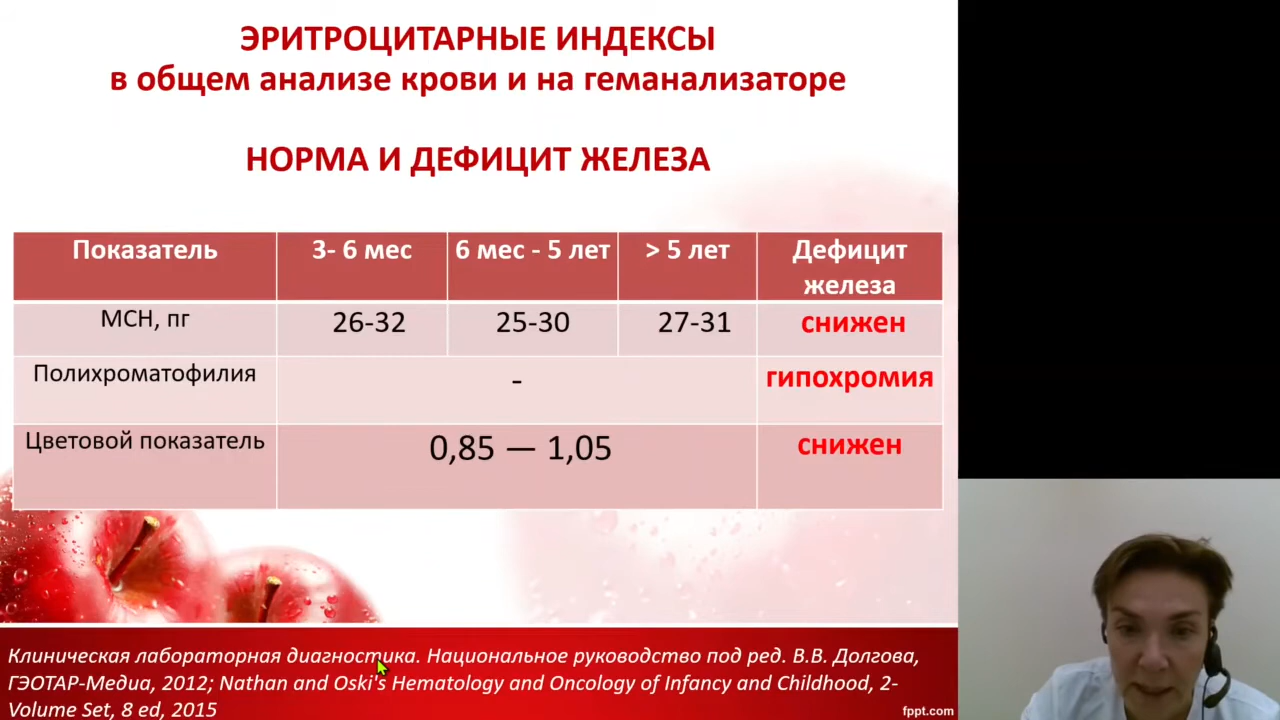 ЭРИТРОЦИТАРНЫЕ ИНДЕКСЫ
в общем анализе крови и на геманализаторе
НОРМА И ДЕФИЦИТ ЖЕЛЕЗА
Показатель 3- 6 мес 6 мес - 5 лет > 5 лет Дефицит железа
МСН, пг 26-32 25-30 27-31 снижен
Полихроматофилия - гипохромия
Цветовой показатель 0,85 — 1,05 снижен
Клиническая лабораторная диагностика. Национальное руководство под ред. В.В. Долгова,
ГЭОТАР-Медиа, 2012; Nathan and Oski's Hematology and Oncology of Infancy and Childhood, 2-
Volume Set, 8 ed, 2015
fppt.com